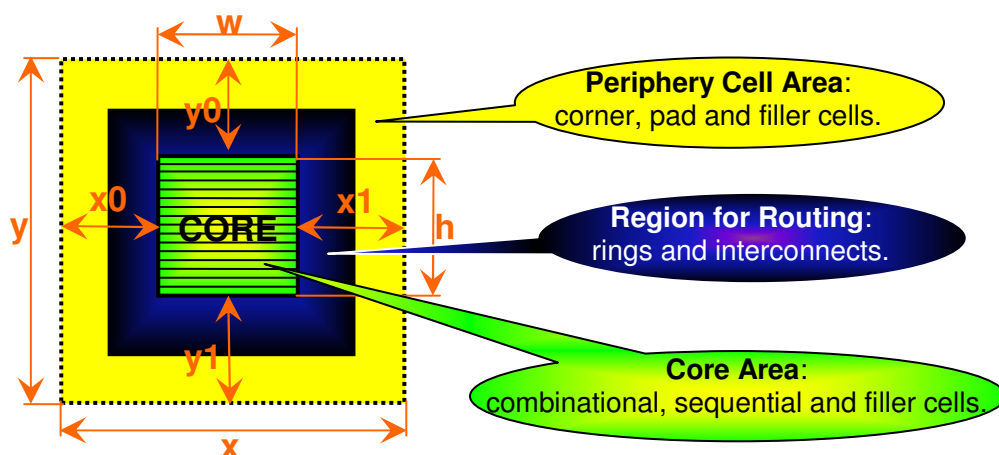 w
Periphery Cell Area:
corner, pad and filler cells.
y0
x0
x1
y
CORE
h
Region for Routing:
rings and interconnects.
y1
Core Area:
combinational, sequential and filler cells.
x